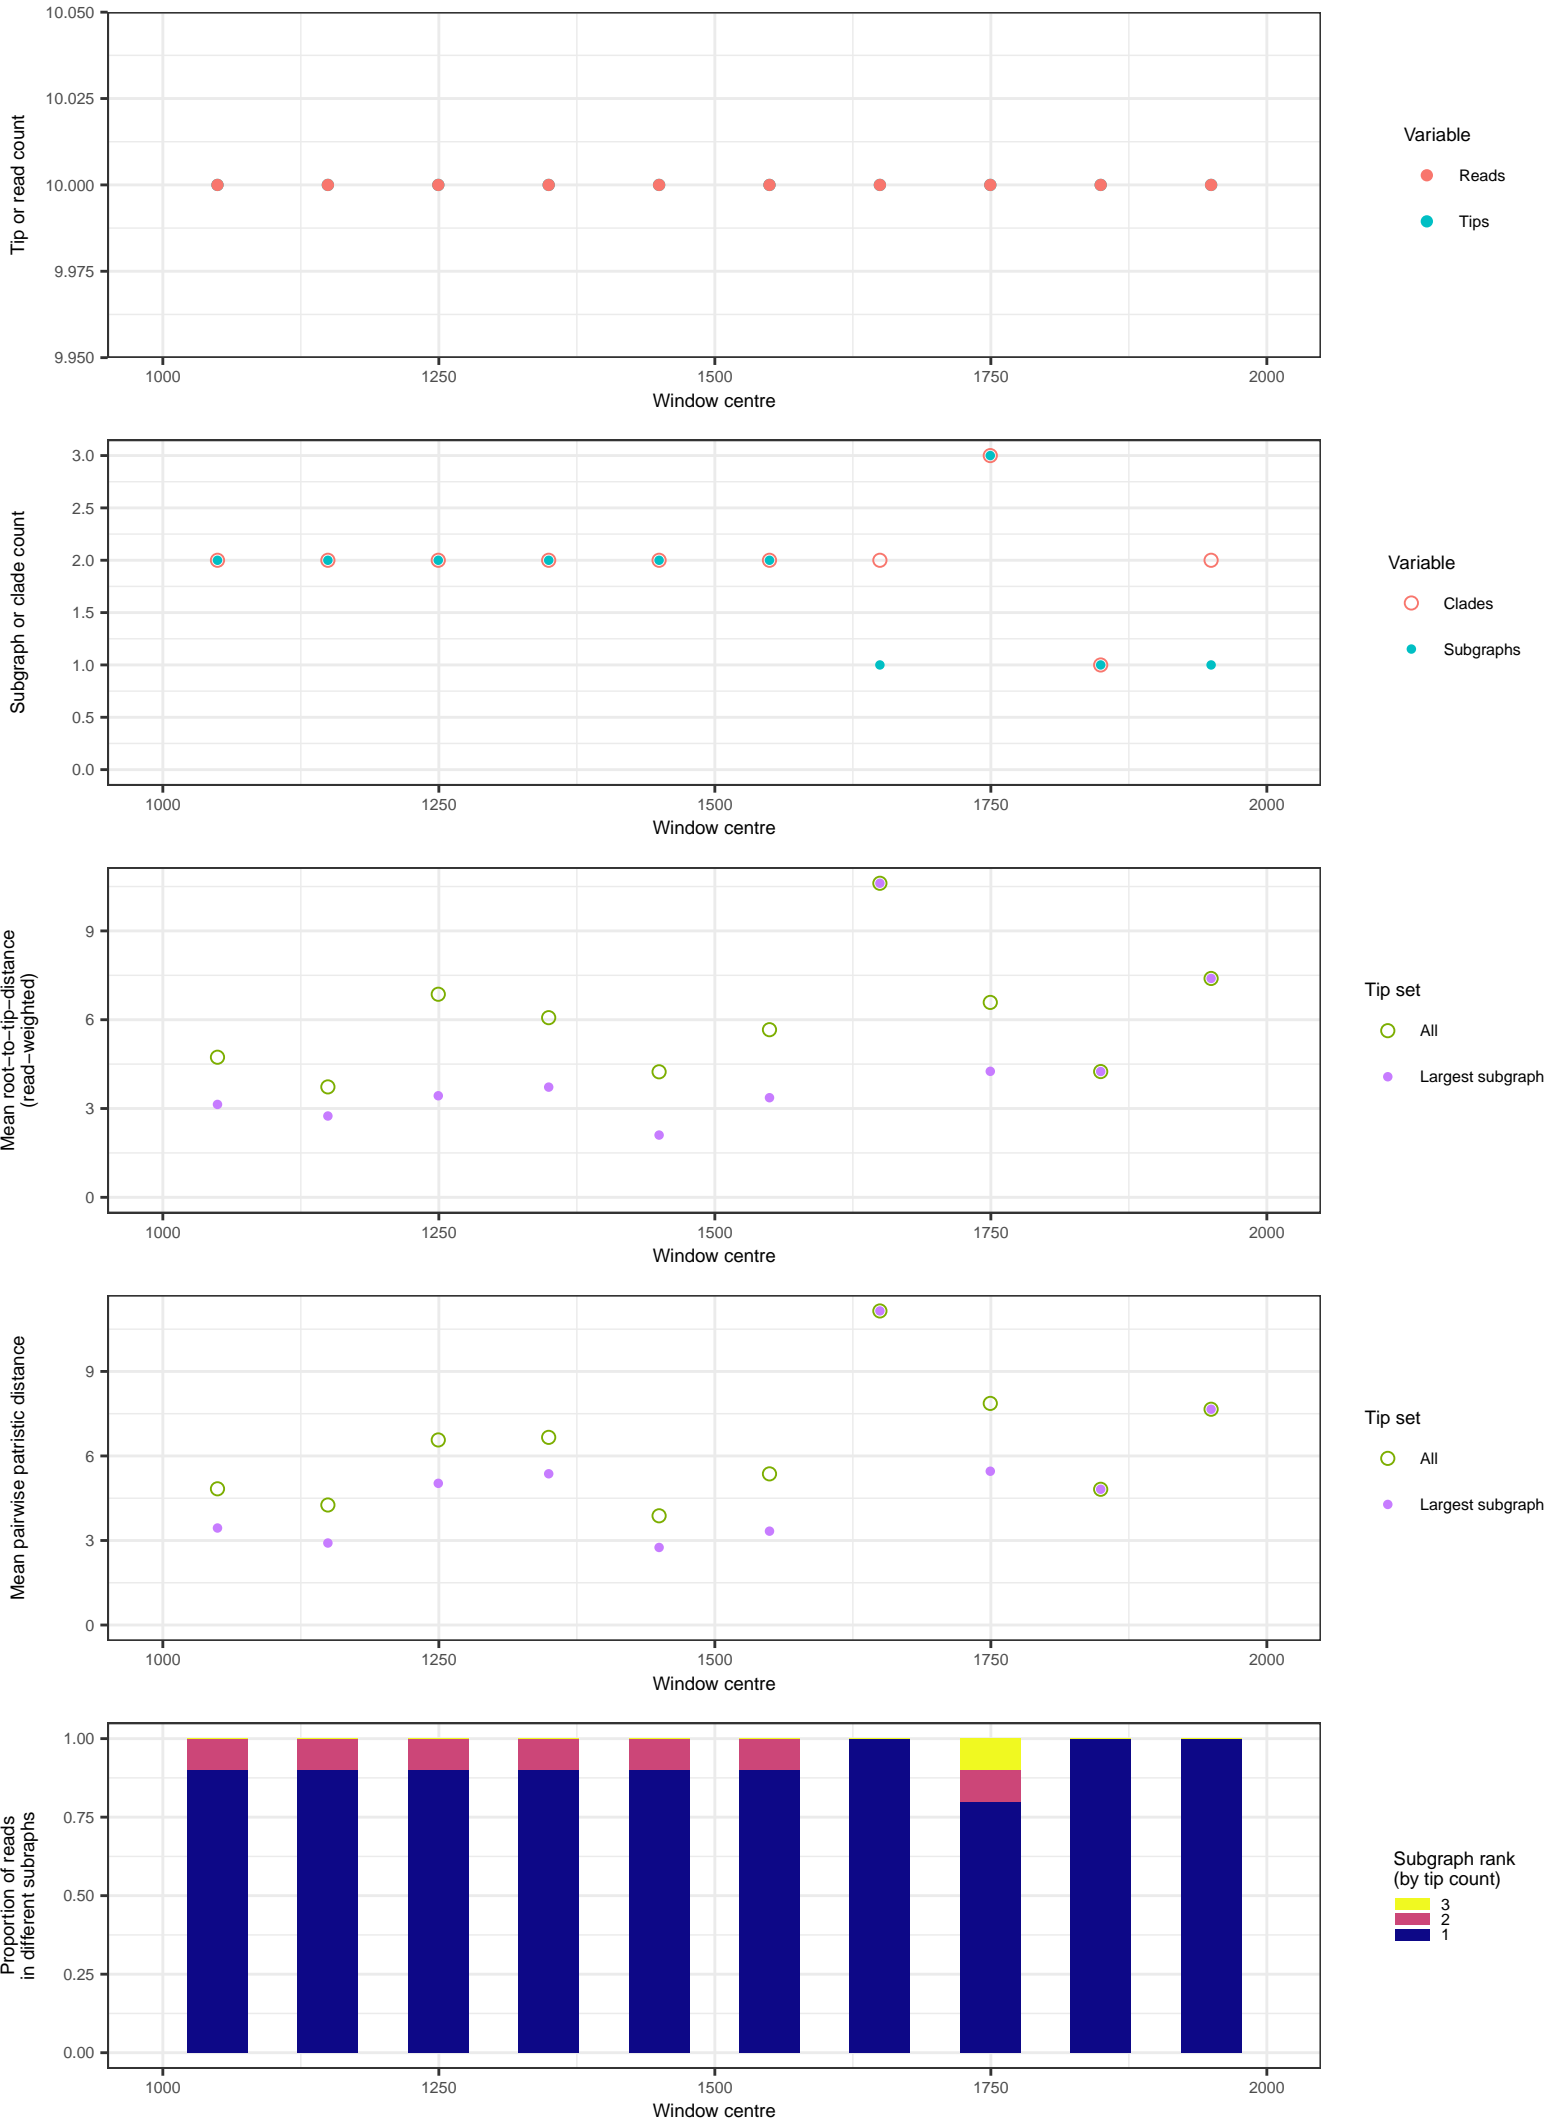 10.050
10.025
10.000
9.975
9.950
Tip or read count
1000 1250 1500 1750 2000
Window centre
Variable
Reads
Tips
3.0
2.5
2.0
1.5
1.0
0.5
0.0
Subgraph or clade count
1000 1250 1500 1750 2000
Window centre
Variable
Clades
Subgraphs
9
6
3
0
Mean root−to−tip−distance
(read−weighted)
1000 1250 1500 1750 2000
Window centre
Tip set
All
Largest subgraph
9
6
3
0
Mean pairwise patristic distance
1000 1250 1500 1750 2000
Window centre
Tip set
All
Largest subgraph
1.00
0.75
0.50
0.25
0.00
Proportion of reads
in different subraphs
1000 1250 1500 1750 2000
Window centre
Subgraph rank
(by tip count)
3
2
1